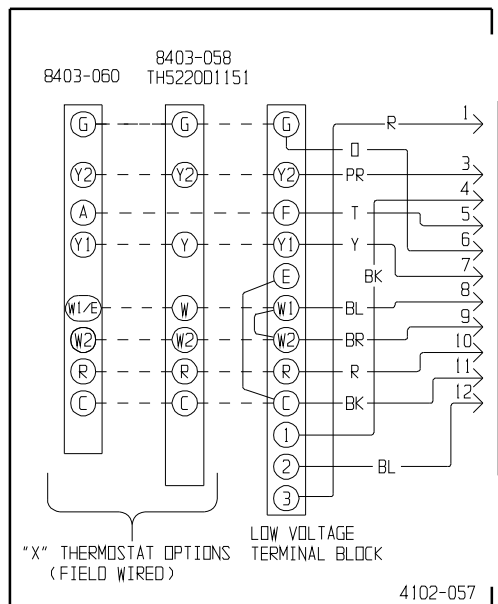 8403-058
8403-060 TH5220D1151
G G G R 1
O
Y2 Y2 Y2 PR 3
4
A F T 5
Y1 Y Y1 Y 6
E BK 7
W1/E W W1 BL 8
W2 W2 W2 BR 9
R R R R 10
C C C BK 11
12
1
2 BL
3
"X" THERMOSTAT OPTIONS
(FIELD WIRED)
LOW VOLTAGE
TERMINAL BLOCK
4102-057